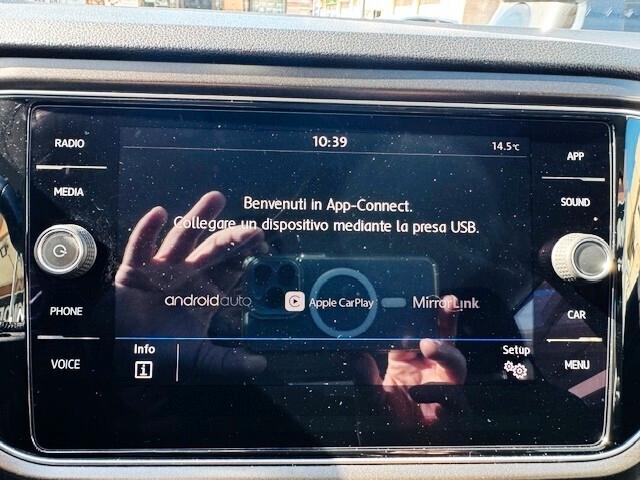 RADIO
MEDIA
PHONE
VOICE
10:39
14.5°C
Benvenuti in App-Connect.
Collegare un dispositivo mediante la presa USB.
androidauto
Apple CarPlay
MirrorLink
Info
i
Setup
APP
SOUND
CAR
MENU